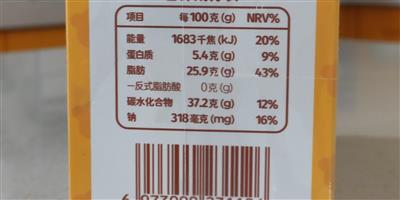 项目 每100克(g) NRV%
能量 1683千焦(kJ) 20%
蛋白质 5.4克(g) 9%
脂肪 25.9克(g) 43%
—反式脂肪酸 0克(g)
碳水化合物 37.2克(g) 12%
钠 318毫克(mg) 16%